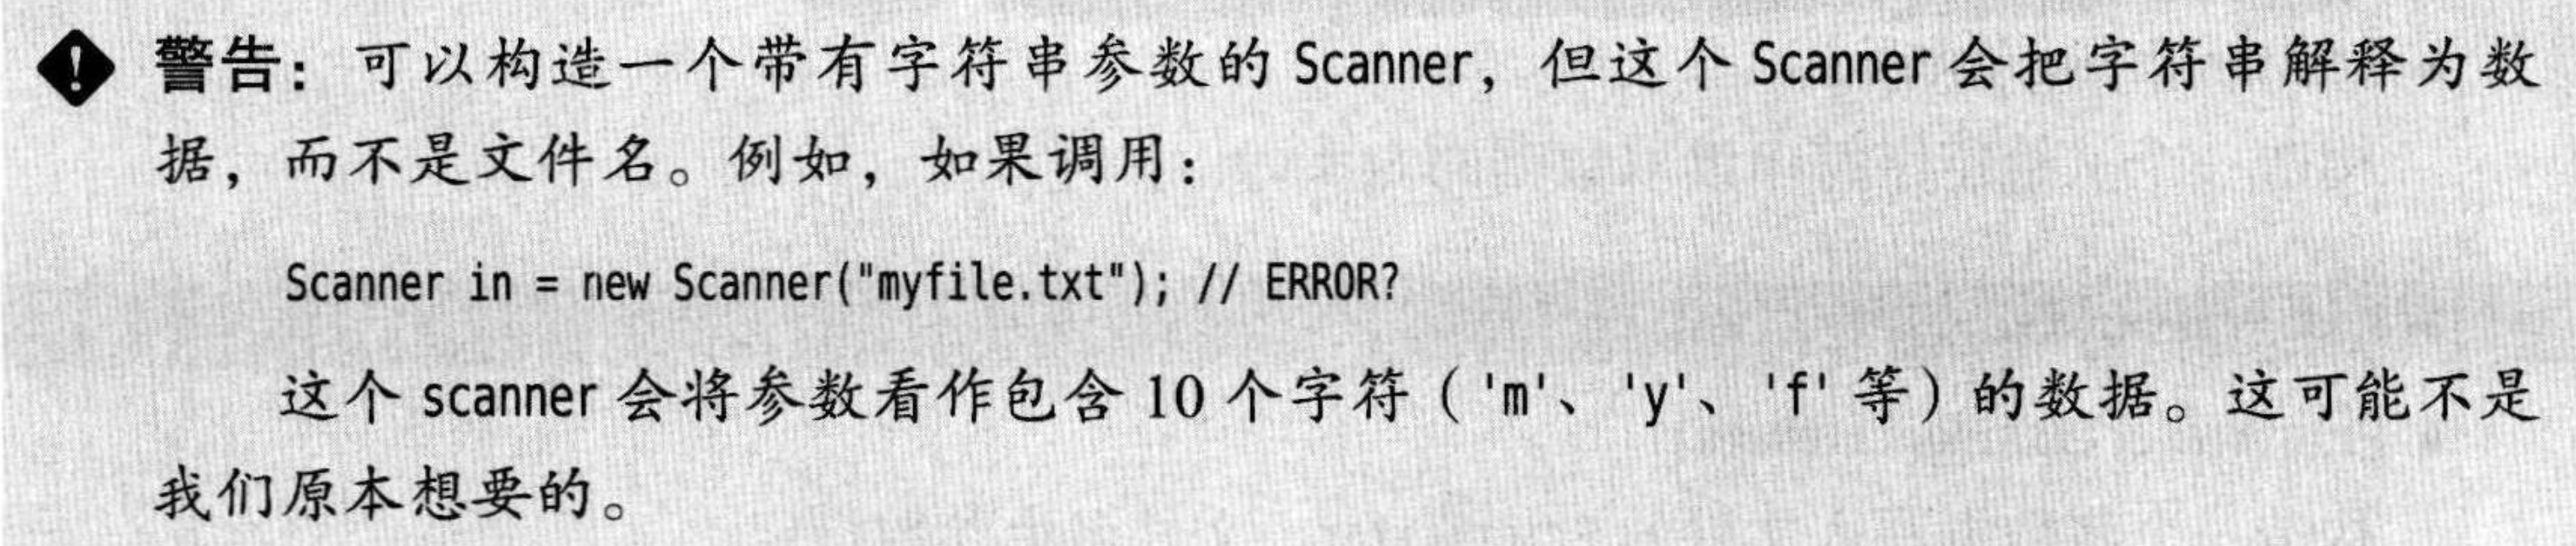 警告：可以构造一个带有字符串参数的 Scanner，但这个 Scanner 会把字符串解释为数
据，而不是文件名。例如，如果调用：
Scanner in = new Scanner("myfile.txt"); // ERROR?
这个 scanner 会将参数看作包含 10 个字符（'m'、'y'、'f' 等）的数据。这可能不是
我们原本想要的。